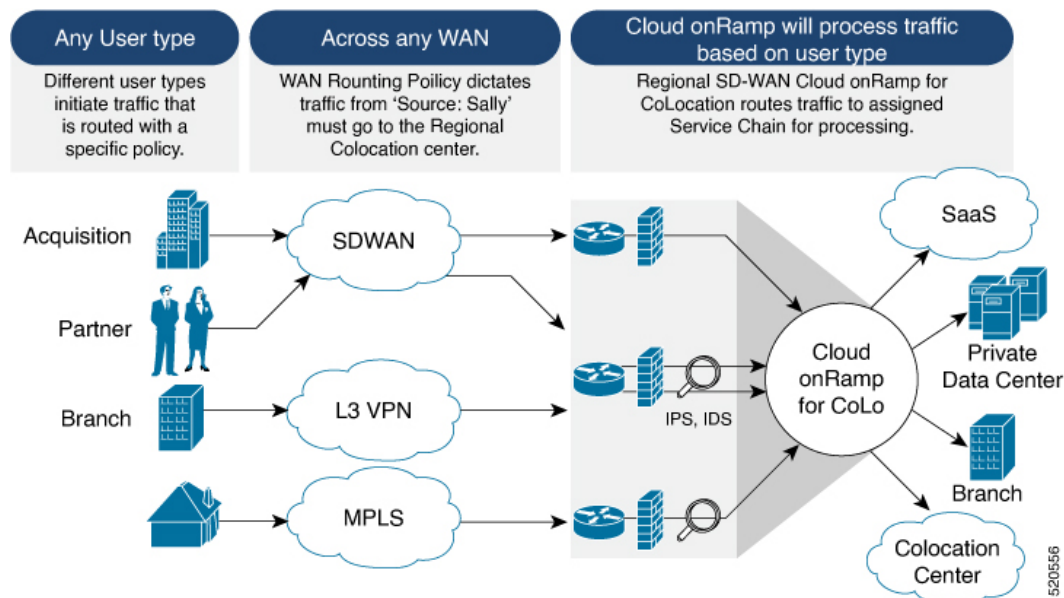 Any User type
Different user types
initiate traffic that
is routed with a
specific policy.
Across any WAN
WAN Rounting Poilicy dictates
traffic from ‘Source: Sally’
must go to the Regional
Colocation center.
Cloud onRamp will process traffic
based on user type
Regional SD-WAN Cloud onRamp for
CoLocation routes traffic to assigned
Service Chain for processing.
Acquisition
SDWAN
SaaS
Partner
Private
Data Center
Cloud
onRamp
for CoLo
Branch
L3 VPN
IPS, IDS
Branch
MPLS
Colocation
Center
520556